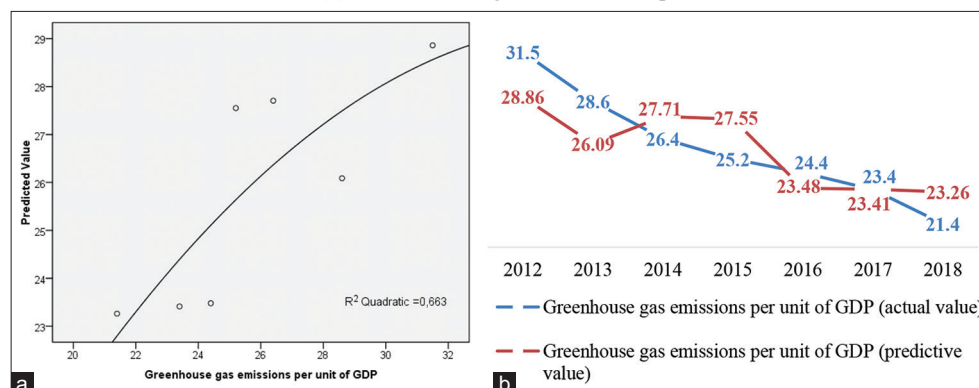 29
28
27
26
25
24
23
Predicted Value
R² Quadratic =0,663
20 22 24 26 28 30 32
Greenhouse gas emissions per unit of GDP
a
31.5
28.86
28.6
26.09
27.71
26.4
27.55
25.2
24.4
23.48
23.4
23.41
23.26
21.4
2012 2013 2014 2015 2016 2017 2018
Greenhouse gas emissions per unit of GDP (actual value)
Greenhouse gas emissions per unit of GDP (predictive
value)
b